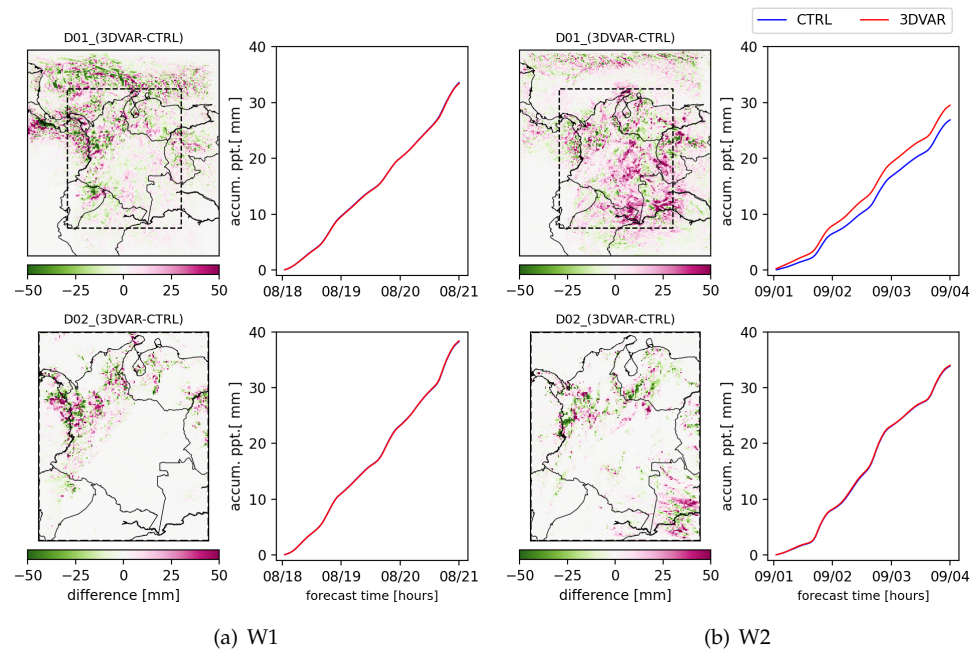 CTRL 3DVAR
D01_(3DVAR-CTRL)
−50 −25 0 25 50
accum. ppt.[ mm ]
40
30
20
10
0
08/18 08/19 08/20 08/21
D01_(3DVAR-CTRL)
−50 −25 0 25 50
accum. ppt.[ mm ]
40
30
20
10
0
09/01 09/02 09/03 09/04
D02_(3DVAR-CTRL)
−50 −25 0 25 50
difference [mm]
accum. ppt.[ mm ]
40
30
20
10
0
08/18 08/19 08/20 08/21
forecast time [hours]
D02_(3DVAR-CTRL)
−50 −25 0 25 50
difference [mm]
accum. ppt.[ mm ]
40
30
20
10
0
09/01 09/02 09/03 09/04
forecast time [hours]
(a) W1
(b) W2